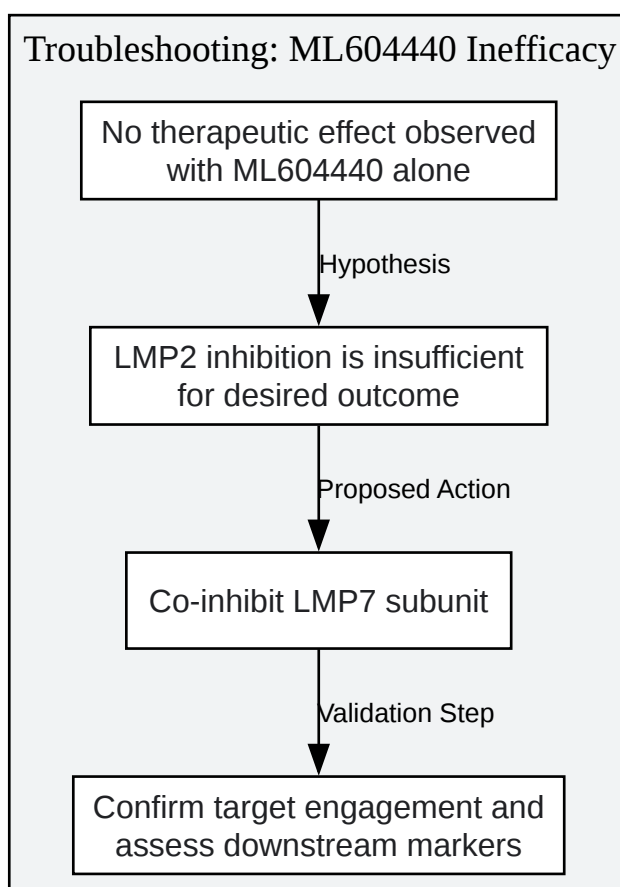 Troubleshooting: ML604440 Inefficacy
No therapeutic effect observed
with ML604440 alone
Hypothesis
LMP2 inhibition is insufficient
for desired outcome
Proposed Action
Co-inhibit LMP7 subunit
Validation Step
Confirm target engagement and
assess downstream markers